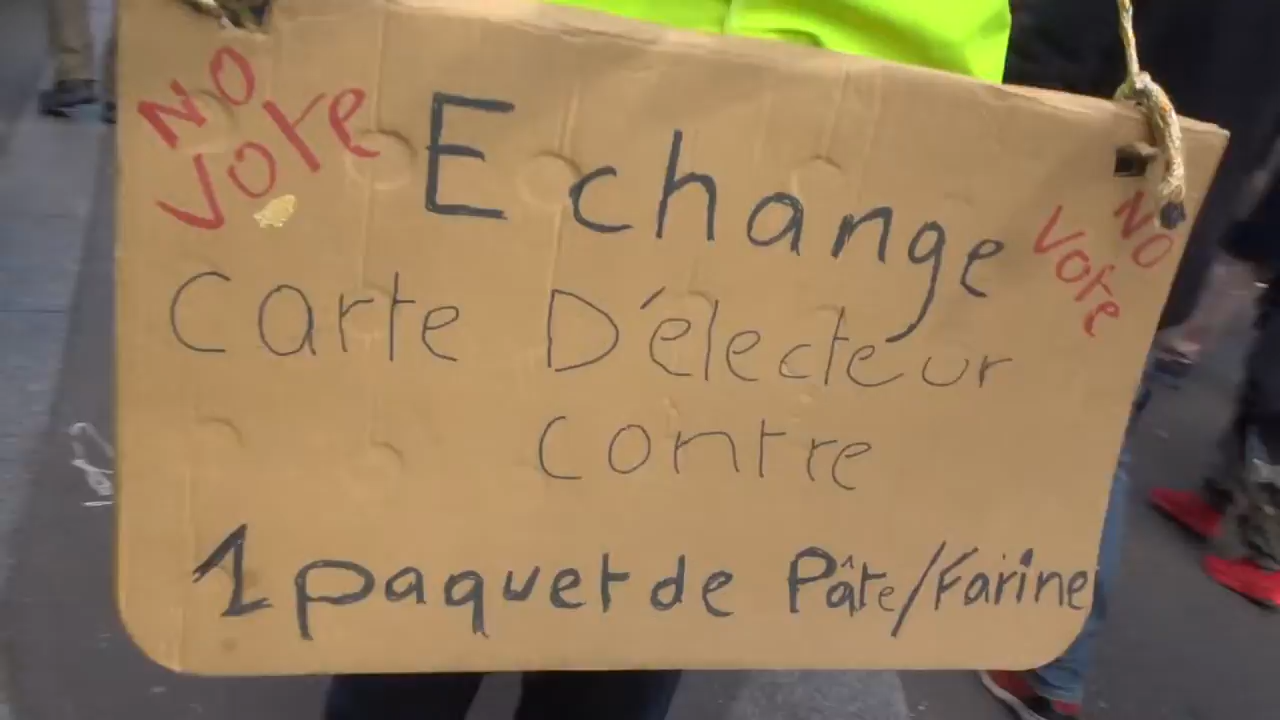 NO
Vote
Echange
NO
Vote
Carte D'électeur
contre
1 paquet de Pâte/Farine